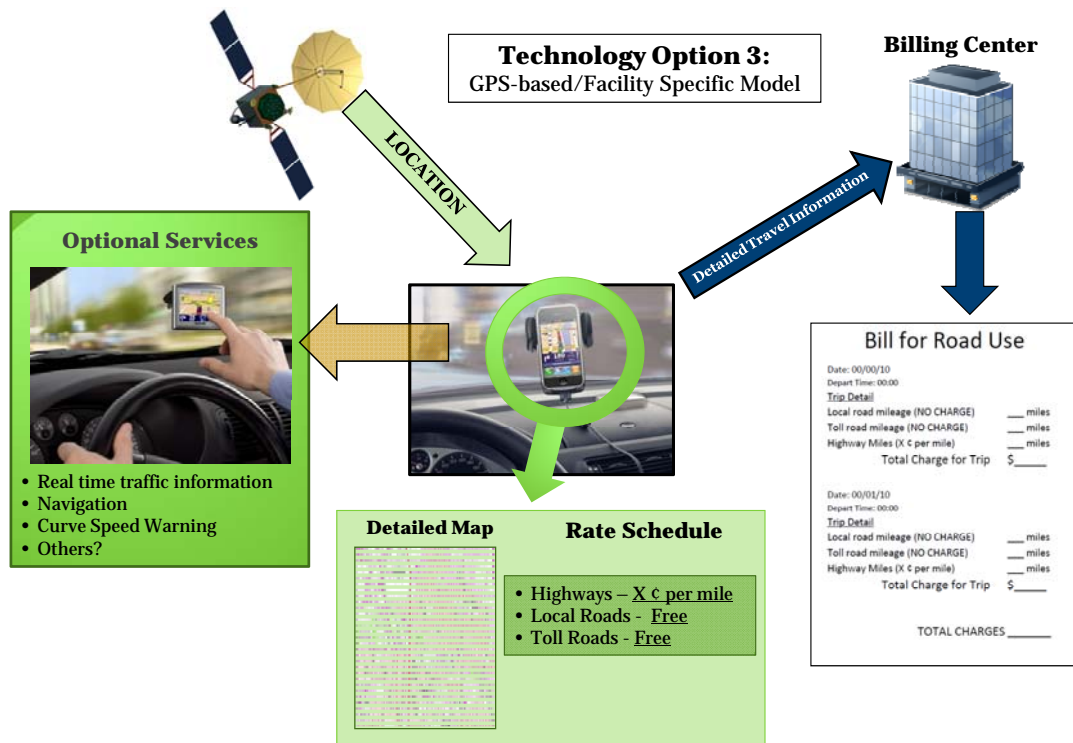 Technology Option 3:
GPS-based/Facility Specific Model
Billing Center
LOCATION
Detailed Travel Information
Optional Services
• Real time traffic information
• Navigation
• Curve Speed Warning
• Others?
Detailed Map
Rate Schedule
• Highways – X ¢ per mile
• Local Roads - Free
• Toll Roads - Free
Bill for Road Use
Date: 00/00/10
Depart Time: 00:00
Trip Detail
Local road mileage (NO CHARGE) ___ miles
Toll road mileage (NO CHARGE) ___ miles
Highway Miles (X ¢ per mile) ___ miles
Total Charge for Trip $_____
Date: 00/01/10
Depart Time: 00:00
Trip Detail
Local road mileage (NO CHARGE) ___ miles
Toll road mileage (NO CHARGE) ___ miles
Highway Miles (X ¢ per mile) ___ miles
Total Charge for Trip $_____
TOTAL CHARGES _______